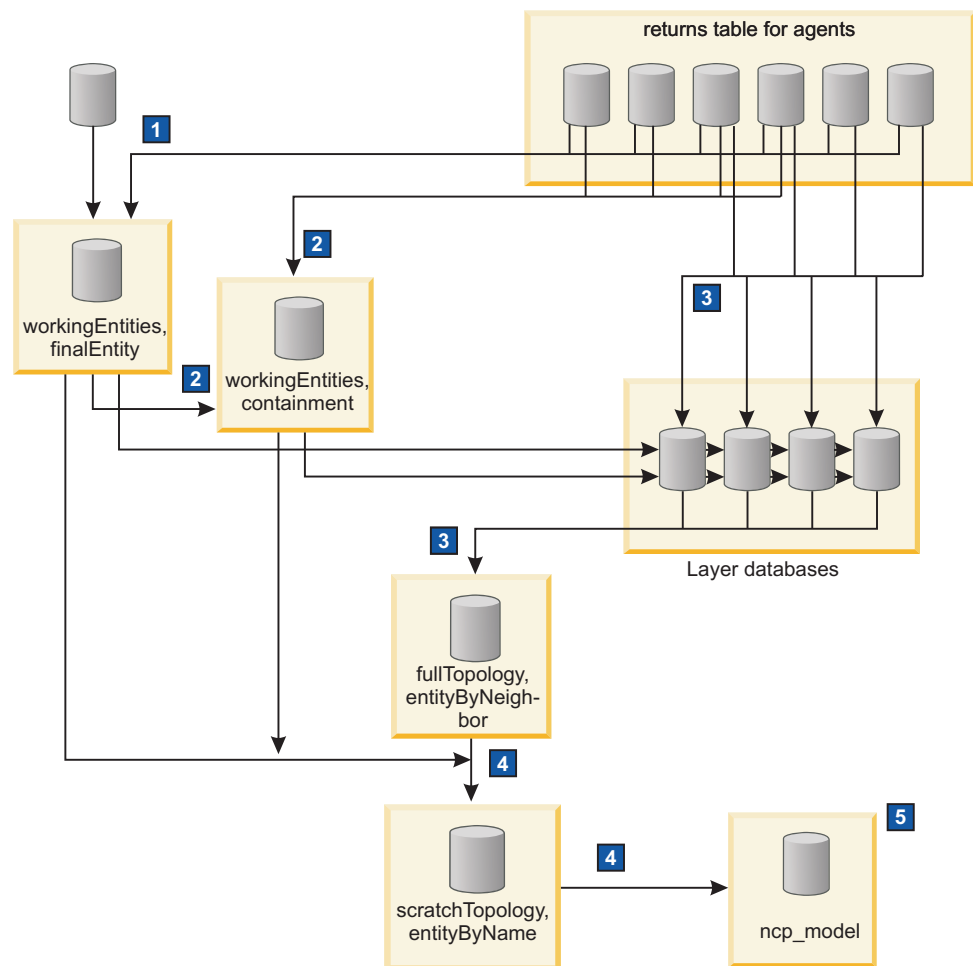 returns table for agents
1
2
3
workingEntities,
finalEntity
2
workingEntities,
containment
3
Layer databases
fullTopology,
entityByNeigh-
bor
4
5
4
scratchTopology,
entityByName
ncp_model